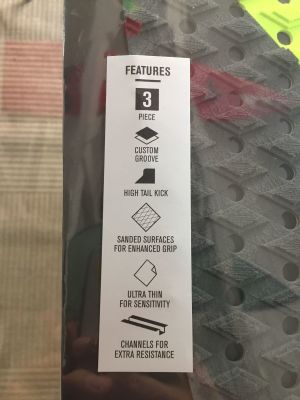 FEATURES
3
PIECE
CUSTOM
GROOVE
HIGH TAIL KICK
SANDED SURFACES
FOR ENHANCED GRIP
ULTRA THIN
FOR SENSITIVITY
CHANNELS FOR
EXTRA RESISTANCE